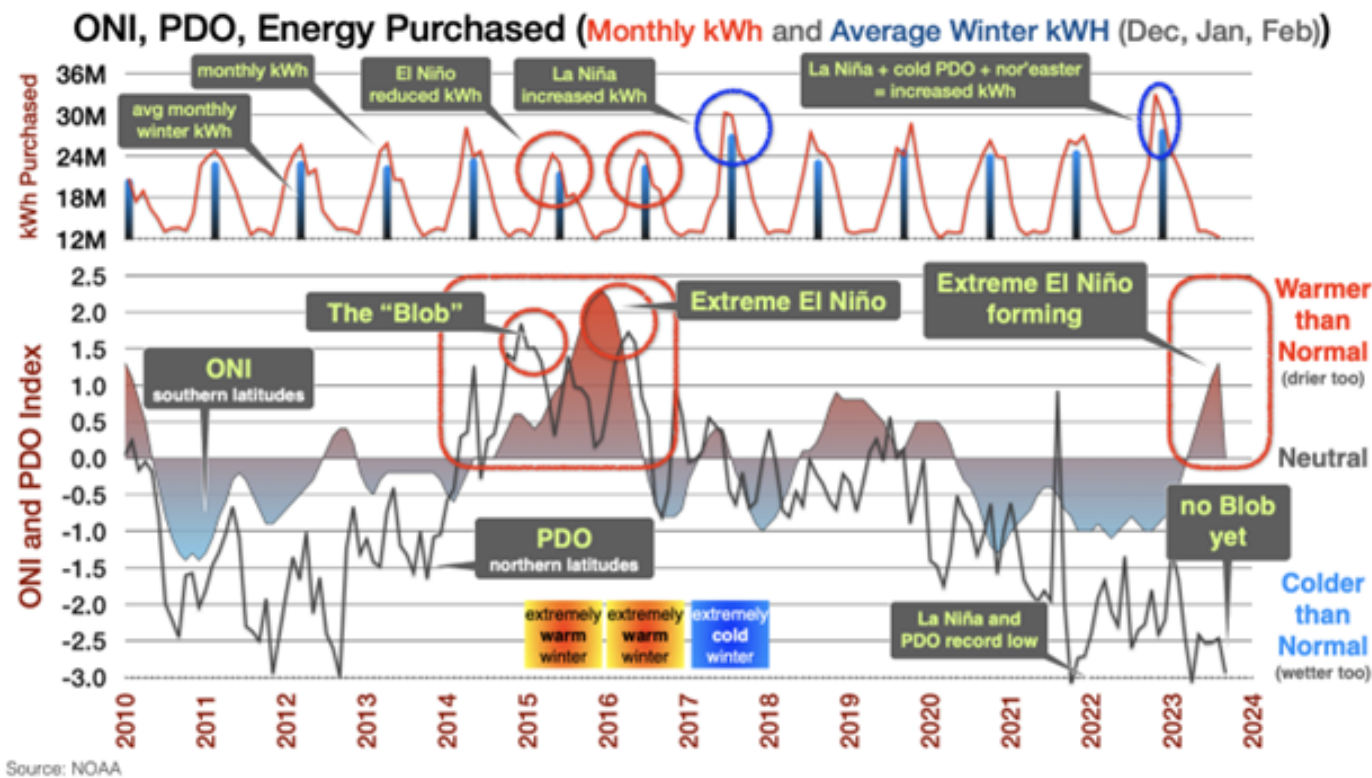 ONI, PDO, Energy Purchased (Monthly kWh and Average Winter kWH (Dec, Jan, Feb))
kWh Purchased
36M
30M
24M
18M
12M
monthly kWh
avg monthly
winter kWh
El Niño
reduced kWh
La Niña
increased kWh
La Niña + cold PDO + nor'easter
= increased kWh
ONI and PDO Index
2.5
2.0
1.5
1.0
0.5
0.0
-0.5
-1.0
-1.5
-2.0
-2.5
-3.0
The “Blob”
Extreme El Niño
Extreme El Niño
forming
ONI
southern latitudes
PDO
northern latitudes
no Blob
yet
La Niña and
PDO record low
extremely
warm
winter
extremely
warm
winter
extremely
cold
winter
Warmer
than
Normal
(drier too)
Neutral
Colder
than
Normal
(wetter too)
2010
2011
2012
2013
2014
2015
2016
2017
2018
2019
2020
2021
2022
2023
2024
Source: NOAA